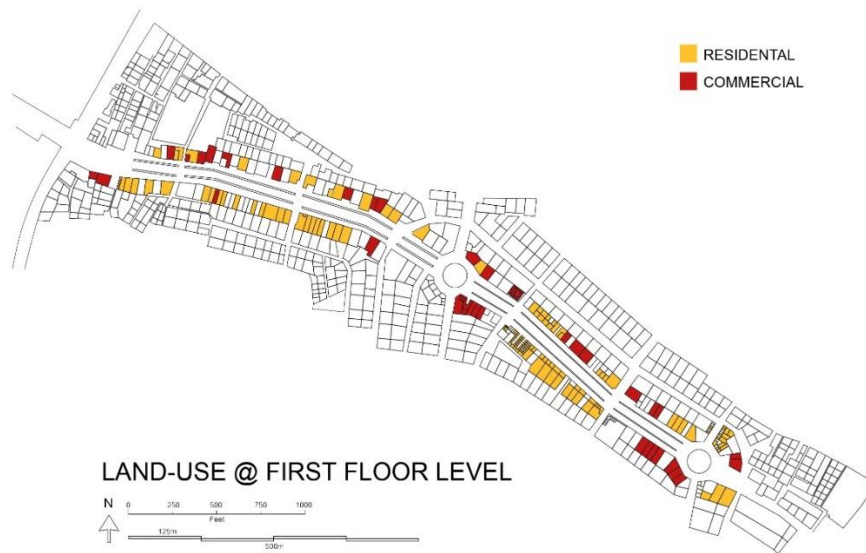 RESIDENTAL
COMMERCIAL
LAND-USE @ FIRST FLOOR LEVEL
N
0 250 500 750 1000
Feet
125m
500m